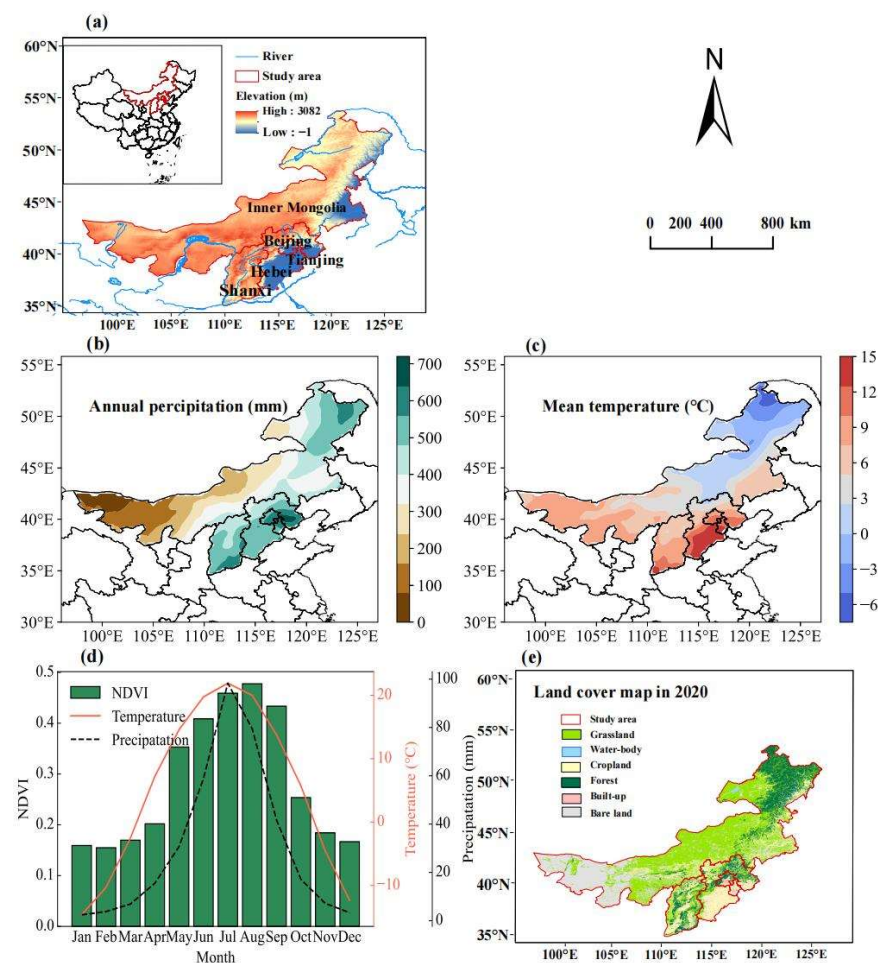 (a)
60°N
55°N
50°N
45°N
40°N
35°N
River
Study area
Elevation (m)
High : 3082
Low : −1
Inner Mongolia
Beijing
Tianjing
Hebei
Shanxi
100°E 105°E 110°E 115°E 120°E 125°E
N
0 200 400 800 km
(b)
55°N
50°N
45°N
40°N
35°N
30°N
Annual percipitation (mm)
100°E 105°E 110°E 115°E 120°E 125°E
700
600
500
400
300
200
100
0
(c)
55°N
50°N
45°N
40°N
35°N
30°N
Mean temperature (°C)
100°E 105°E 110°E 115°E 120°E 125°E
15
12
9
6
3
0
−3
−6
(d)
0.5
0.4
0.3
0.2
0.1
0.0
NDVI
NDVI
Temperature
Precipatation
20
10
0
−10
Temperature (°C)
100
80
60
40
20
0
Precipatation (mm)
Jan Feb Mar Apr May Jun Jul Aug Sep Oct Nov Dec
Month
(e)
60°N
55°N
50°N
45°N
40°N
35°N
Land cover map in 2020
Study area
Grassland
Water-body
Cropland
Forest
Built-up
Bare land
100°E 105°E 110°E 115°E 120°E 125°E